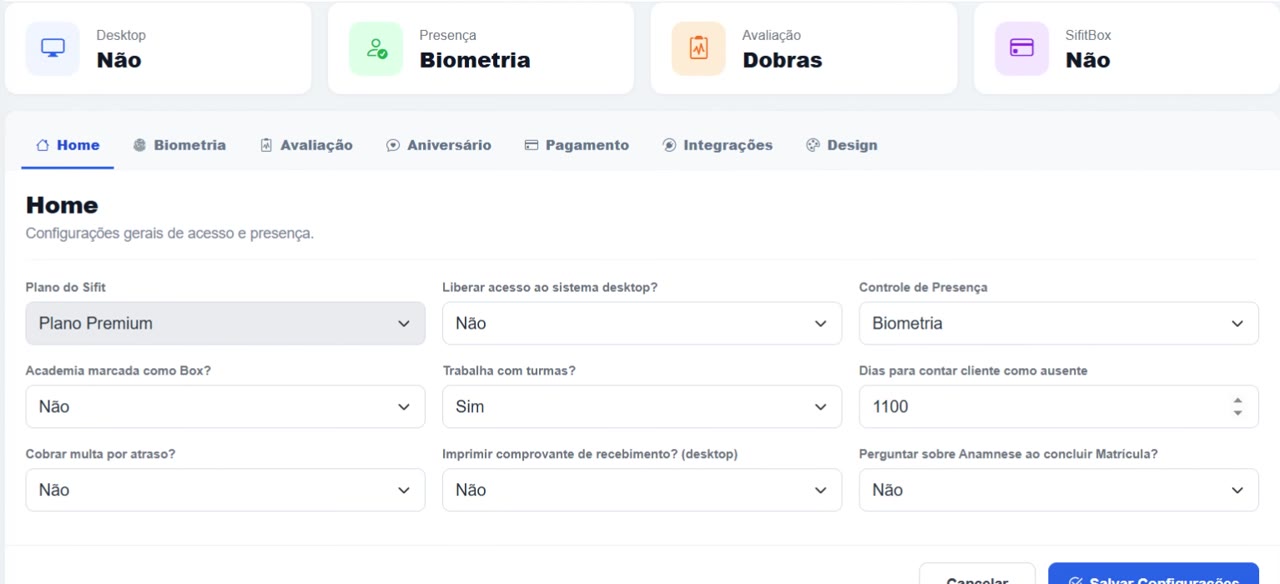 Desktop
Não
Presença
Biometria
Avaliação
Dobras
SifitBox
Não
Home Biometria Avaliação Aniversário Pagamento Integrações Design
Home
Configurações gerais de acesso e presença.
Plano do Sifit Liberar acesso ao sistema desktop? Controle de Presença
Plano Premium Não Biometria
Academia marcada como Box? Trabalha com turmas? Dias para contar cliente como ausente
Não Sim 1100
Cobrar multa por atraso? Imprimir comprovante de recebimento? (desktop) Perguntar sobre Anamnese ao concluir Matrícula?
Não Não Não
Cancelar Salvar Configurações